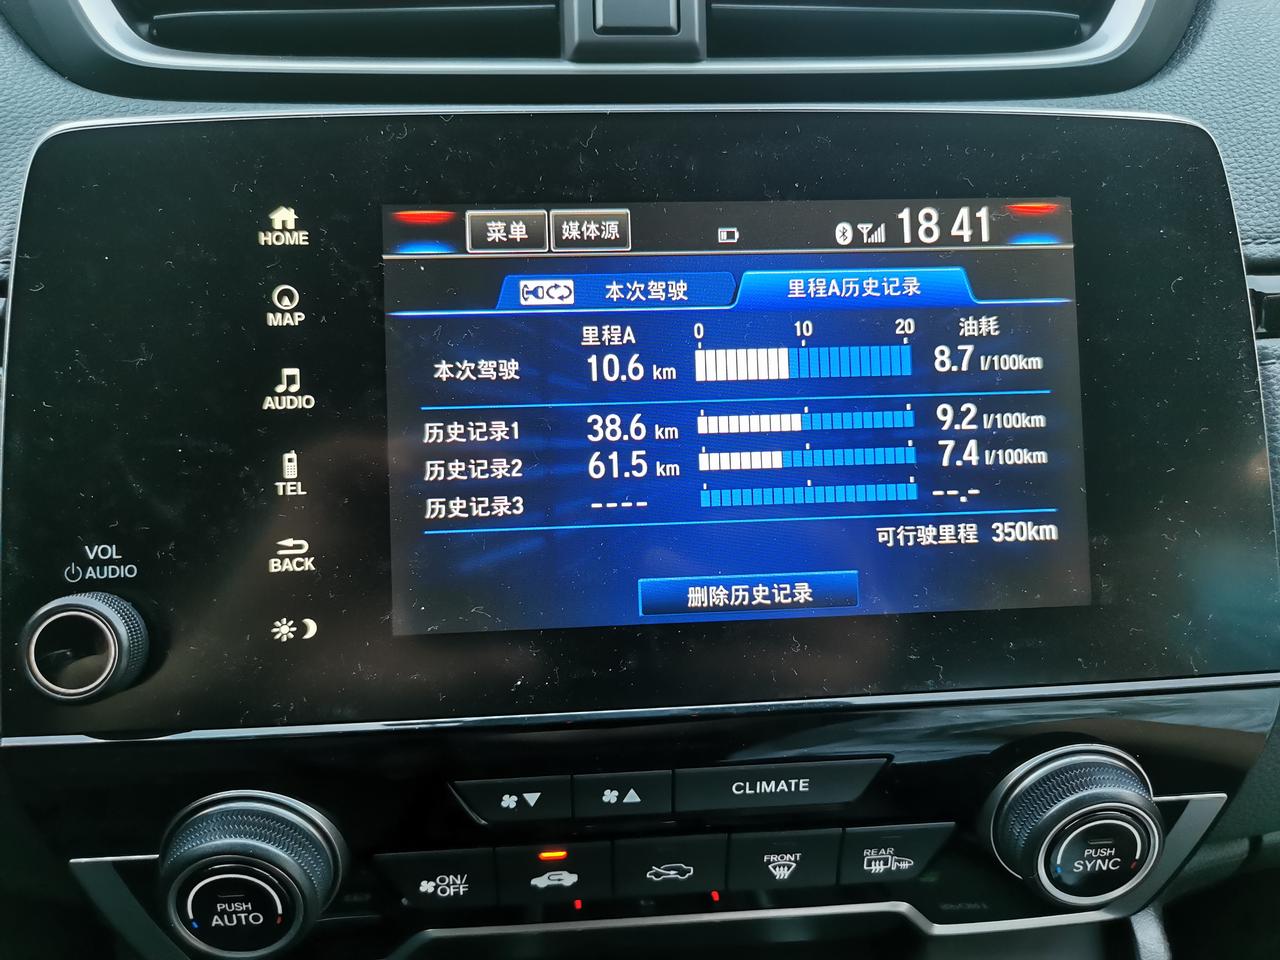 HOME
MAP
AUDIO
TEL
BACK
VOL
AUDIO
菜单 媒体源 18 41
本次驾驶 里程A历史记录
里程A 0 10 20 油耗
本次驾驶 10.6 km 8.7 l/100km
历史记录1 38.6 km 9.2 l/100km
历史记录2 61.5 km 7.4 l/100km
历史记录3 ---- --.-
可行驶里程 350km
删除历史记录
CLIMATE
ON/OFF
FRONT
REAR
PUSH
AUTO
PUSH
SYNC